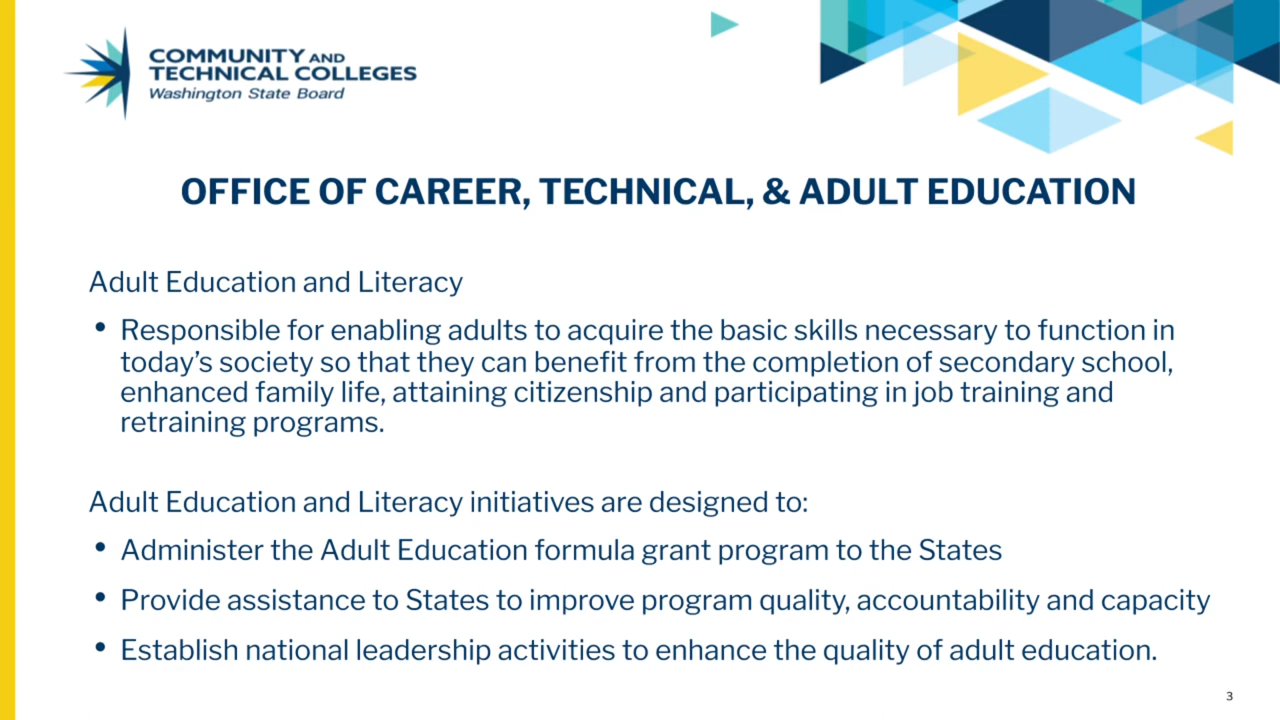 COMMUNITY AND
TECHNICAL COLLEGES
Washington State Board
OFFICE OF CAREER, TECHNICAL, & ADULT EDUCATION
Adult Education and Literacy
• Responsible for enabling adults to acquire the basic skills necessary to function in
today’s society so that they can benefit from the completion of secondary school,
enhanced family life, attaining citizenship and participating in job training and
retraining programs.
Adult Education and Literacy initiatives are designed to:
• Administer the Adult Education formula grant program to the States
• Provide assistance to States to improve program quality, accountability and capacity
• Establish national leadership activities to enhance the quality of adult education.
3